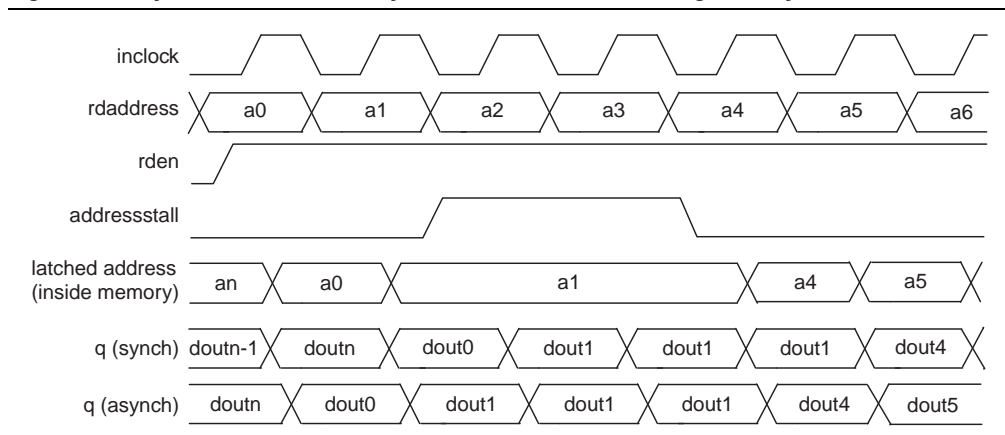 inclock
rdaddress a0 a1 a2 a3 a4 a5 a6
rden
addressstall
latched address
(inside memory) an a0 a1 a4 a5
q (synch) doutn-1 doutn dout0 dout1 dout1 dout1 dout4
q (asynch) doutn dout0 dout1 dout1 dout1 dout4 dout5